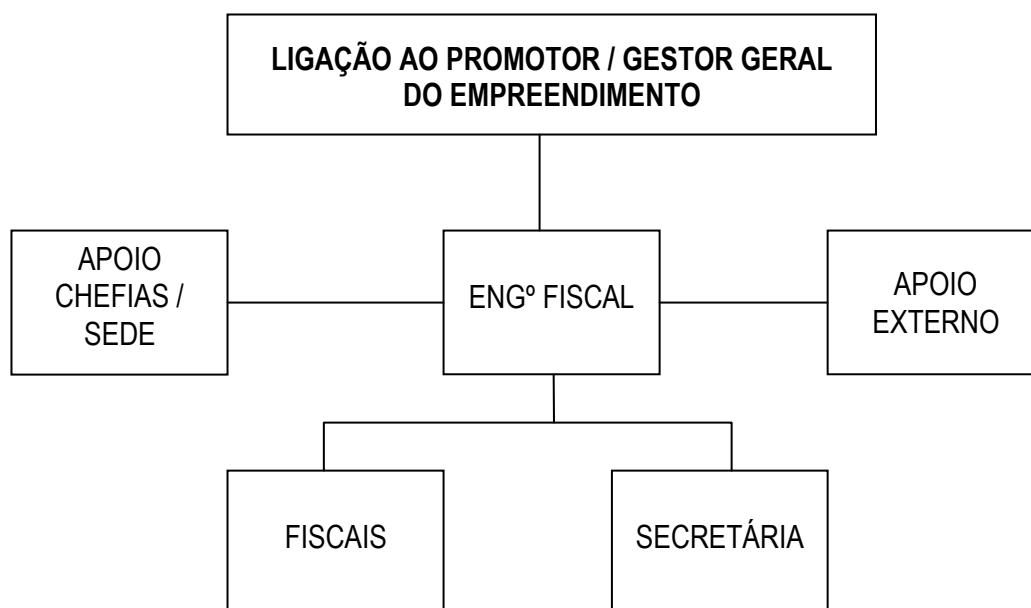 LIGAÇÃO AO PROMOTOR / GESTOR GERAL
DO EMPREENDIMENTO
APOIO
CHEFIAS /
SEDE
ENGº FISCAL
APOIO
EXTERNO
FISCAIS
SECRETÁRIA